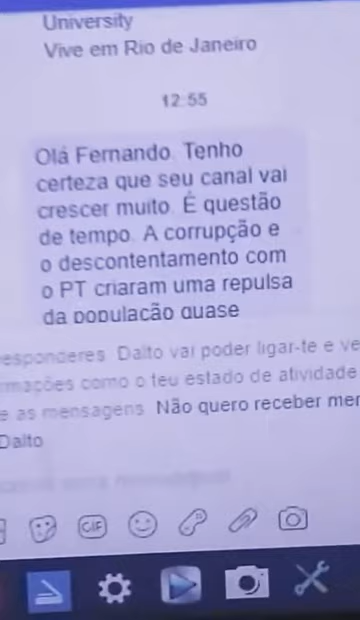 University
Vive em Rio de Janeiro
12:55
Olá Fernando. Tenho
certeza que seu canal vai
crescer muito. É questão
de tempo. A corrupção e
o descontentamento com
o PT criaram uma repulsa
da população quase
esponderes. Dalto vai poder ligar-te e ve
mações como o teu estado de atividade
e as mensagens. Não quero receber mer
Dalto
GIF